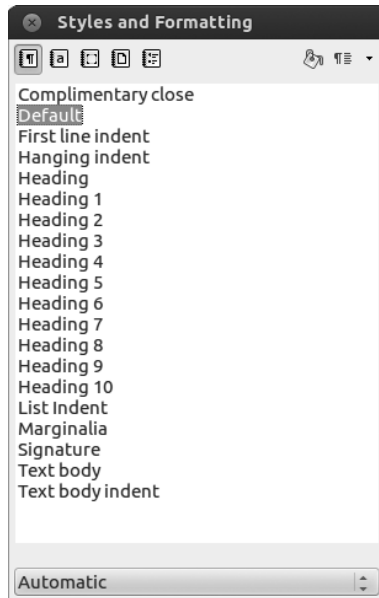 Styles and Formatting
Complimentary close
Default
First line indent
Hanging indent
Heading
Heading 1
Heading 2
Heading 3
Heading 4
Heading 5
Heading 6
Heading 7
Heading 8
Heading 9
Heading 10
List Indent
Marginalia
Signature
Text body
Text body indent
Automatic